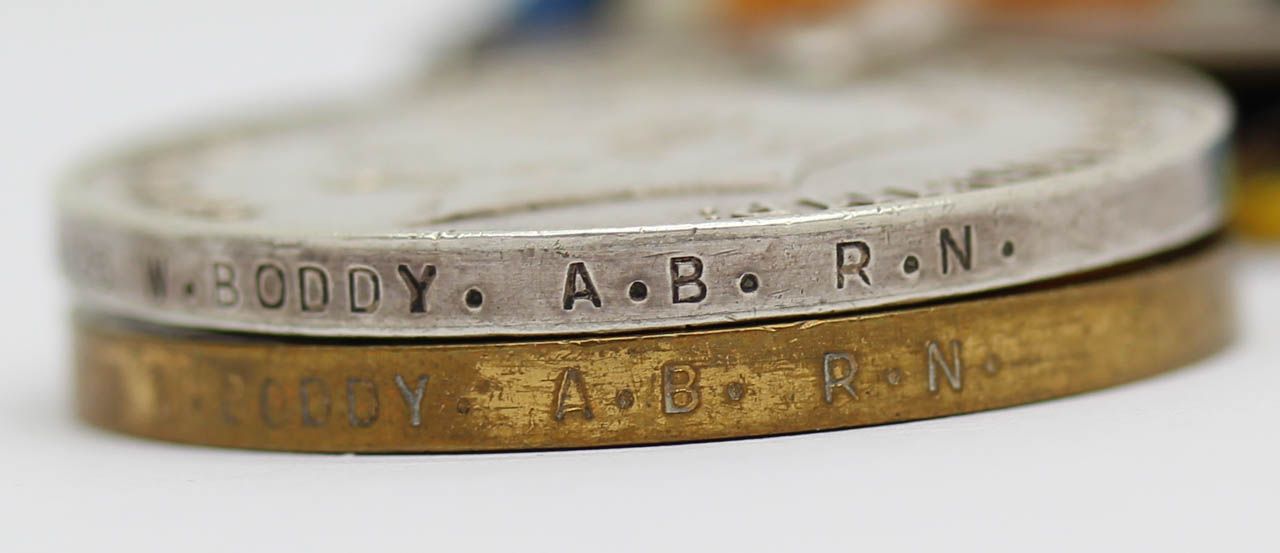 W. BODDY. A.B. R.N.
BODDY. A.B. R.N.